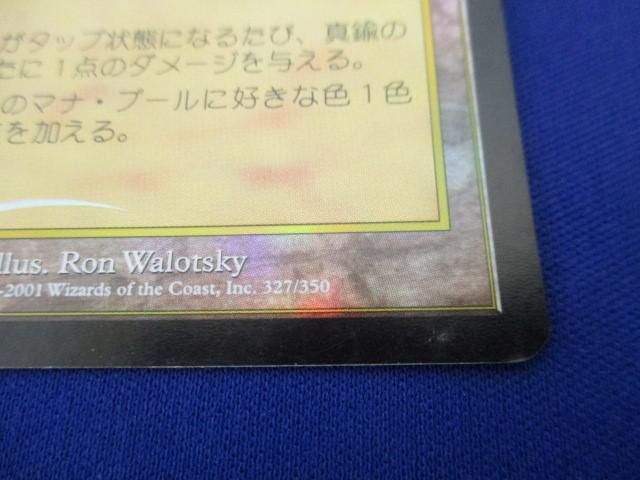 がタップ状態になるたび、真鍮の
たに１点のダメージを与える。
のマナ・プールに好きな色１色
を加える。
llus. Ron Walotsky
-2001 Wizards of the Coast, Inc. 327/350